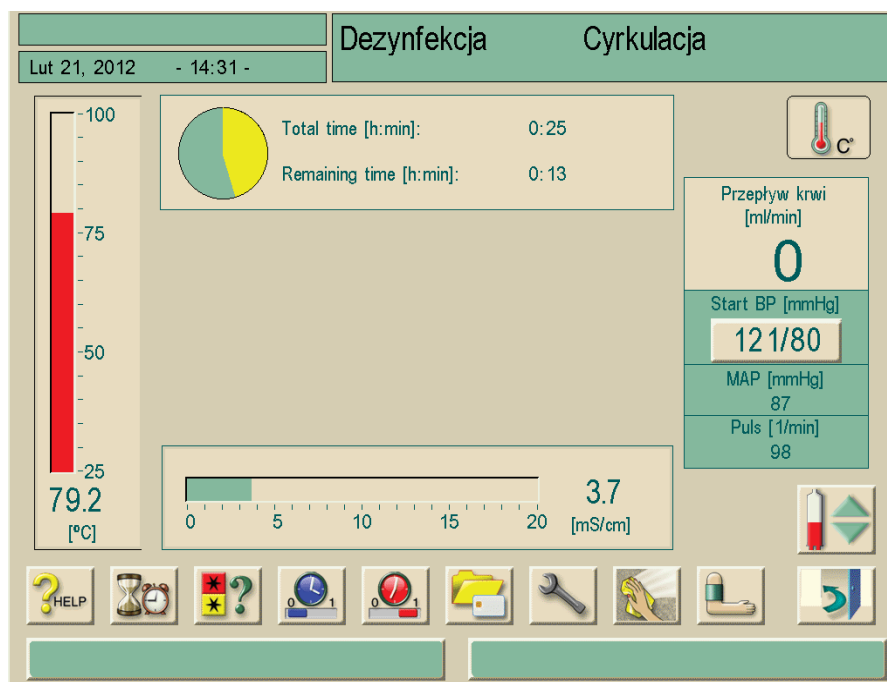 Dezynfekcja Cyrkulacja
Lut 21, 2012 - 14:31 -
100
75
50
25
79.2
[ºC]
Total time [h:min]: 0:25
Remaining time [h:min]: 0:13
C°
Przepływ krwi
[ml/min]
0
Start BP [mmHg]
121/80
MAP [mmHg]
87
Puls [1/min]
98
0 5 10 15 20
3.7
[mS/cm]
? HELP
* * ?
0 1
0 1